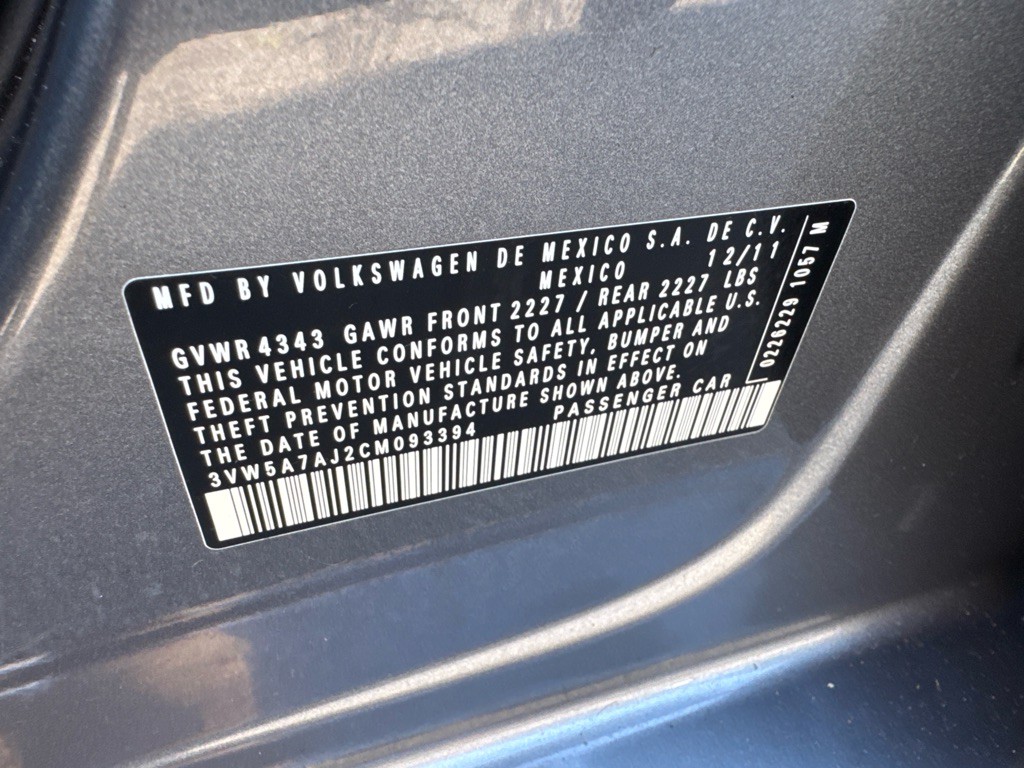 MFD BY VOLKSWAGEN DE MEXICO S.A. DE C.V.
MEXICO 12/11
GVWR 4343 GAWR FRONT 2227 / REAR 2227 LBS
THIS VEHICLE CONFORMS TO ALL APPLICABLE U.S.
FEDERAL MOTOR VEHICLE SAFETY, BUMPER AND
THEFT PREVENTION STANDARDS IN EFFECT ON
THE DATE OF MANUFACTURE SHOWN ABOVE.
3VW5A7AJ2CM093394 PASSENGER CAR
0226229 1057 M